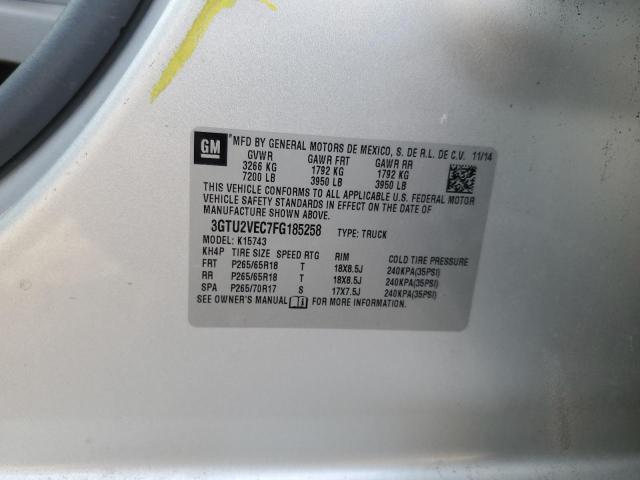 GM ® MFD BY GENERAL MOTORS DE MEXICO, S. DE R.L. DE C.V. 11/14
GVWR GAWR FRT GAWR RR
3266 KG 1792 KG 1792 KG
7200 LB 3950 LB 3950 LB
THIS VEHICLE CONFORMS TO ALL APPLICABLE U.S. FEDERAL MOTOR
VEHICLE SAFETY STANDARDS IN EFFECT ON THE DATE OF
MANUFACTURE SHOWN ABOVE.
3GTU2VEC7FG185258 TYPE: TRUCK
MODEL: K15743
KH4P TIRE SIZE SPEED RTG RIM COLD TIRE PRESSURE
FRT P265/65R18 T 18X8.5J 240KPA(35PSI)
RR P265/65R18 T 18X8.5J 240KPA(35PSI)
SPA P265/70R17 S 17X7.5J 240KPA(35PSI)
SEE OWNER'S MANUAL FOR MORE INFORMATION.